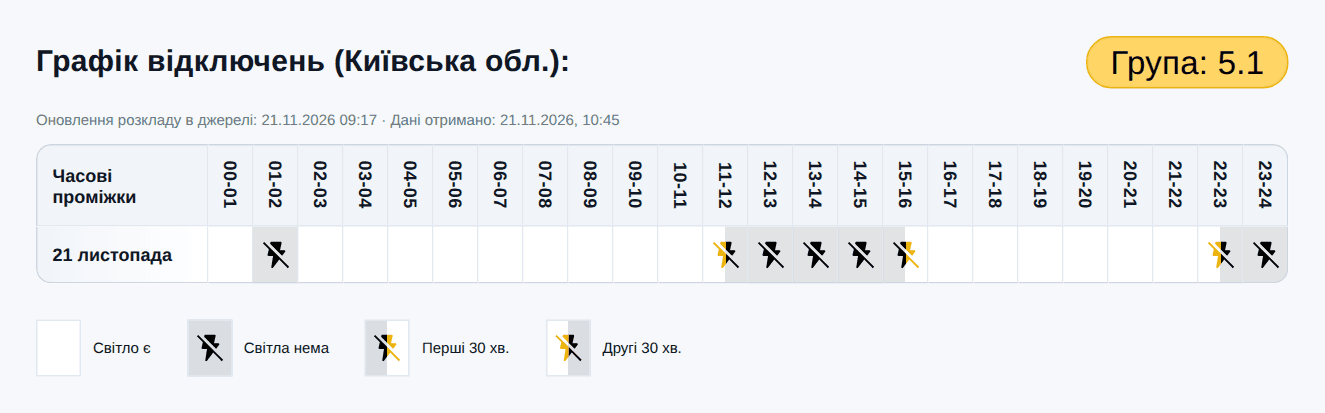 Графік відключень (Київська обл.):
Група: 5.1
Оновлення розкладу в джерелі: 21.11.2026 09:17 · Дані отримано: 21.11.2026, 10:45
Часові
проміжки
00-01
01-02
02-03
03-04
04-05
05-06
06-07
07-08
08-09
09-10
10-11
11-12
12-13
13-14
14-15
15-16
16-17
17-18
18-19
19-20
20-21
21-22
22-23
23-24
21 листопада
Світло є
Світла нема
Перші 30 хв.
Другі 30 хв.